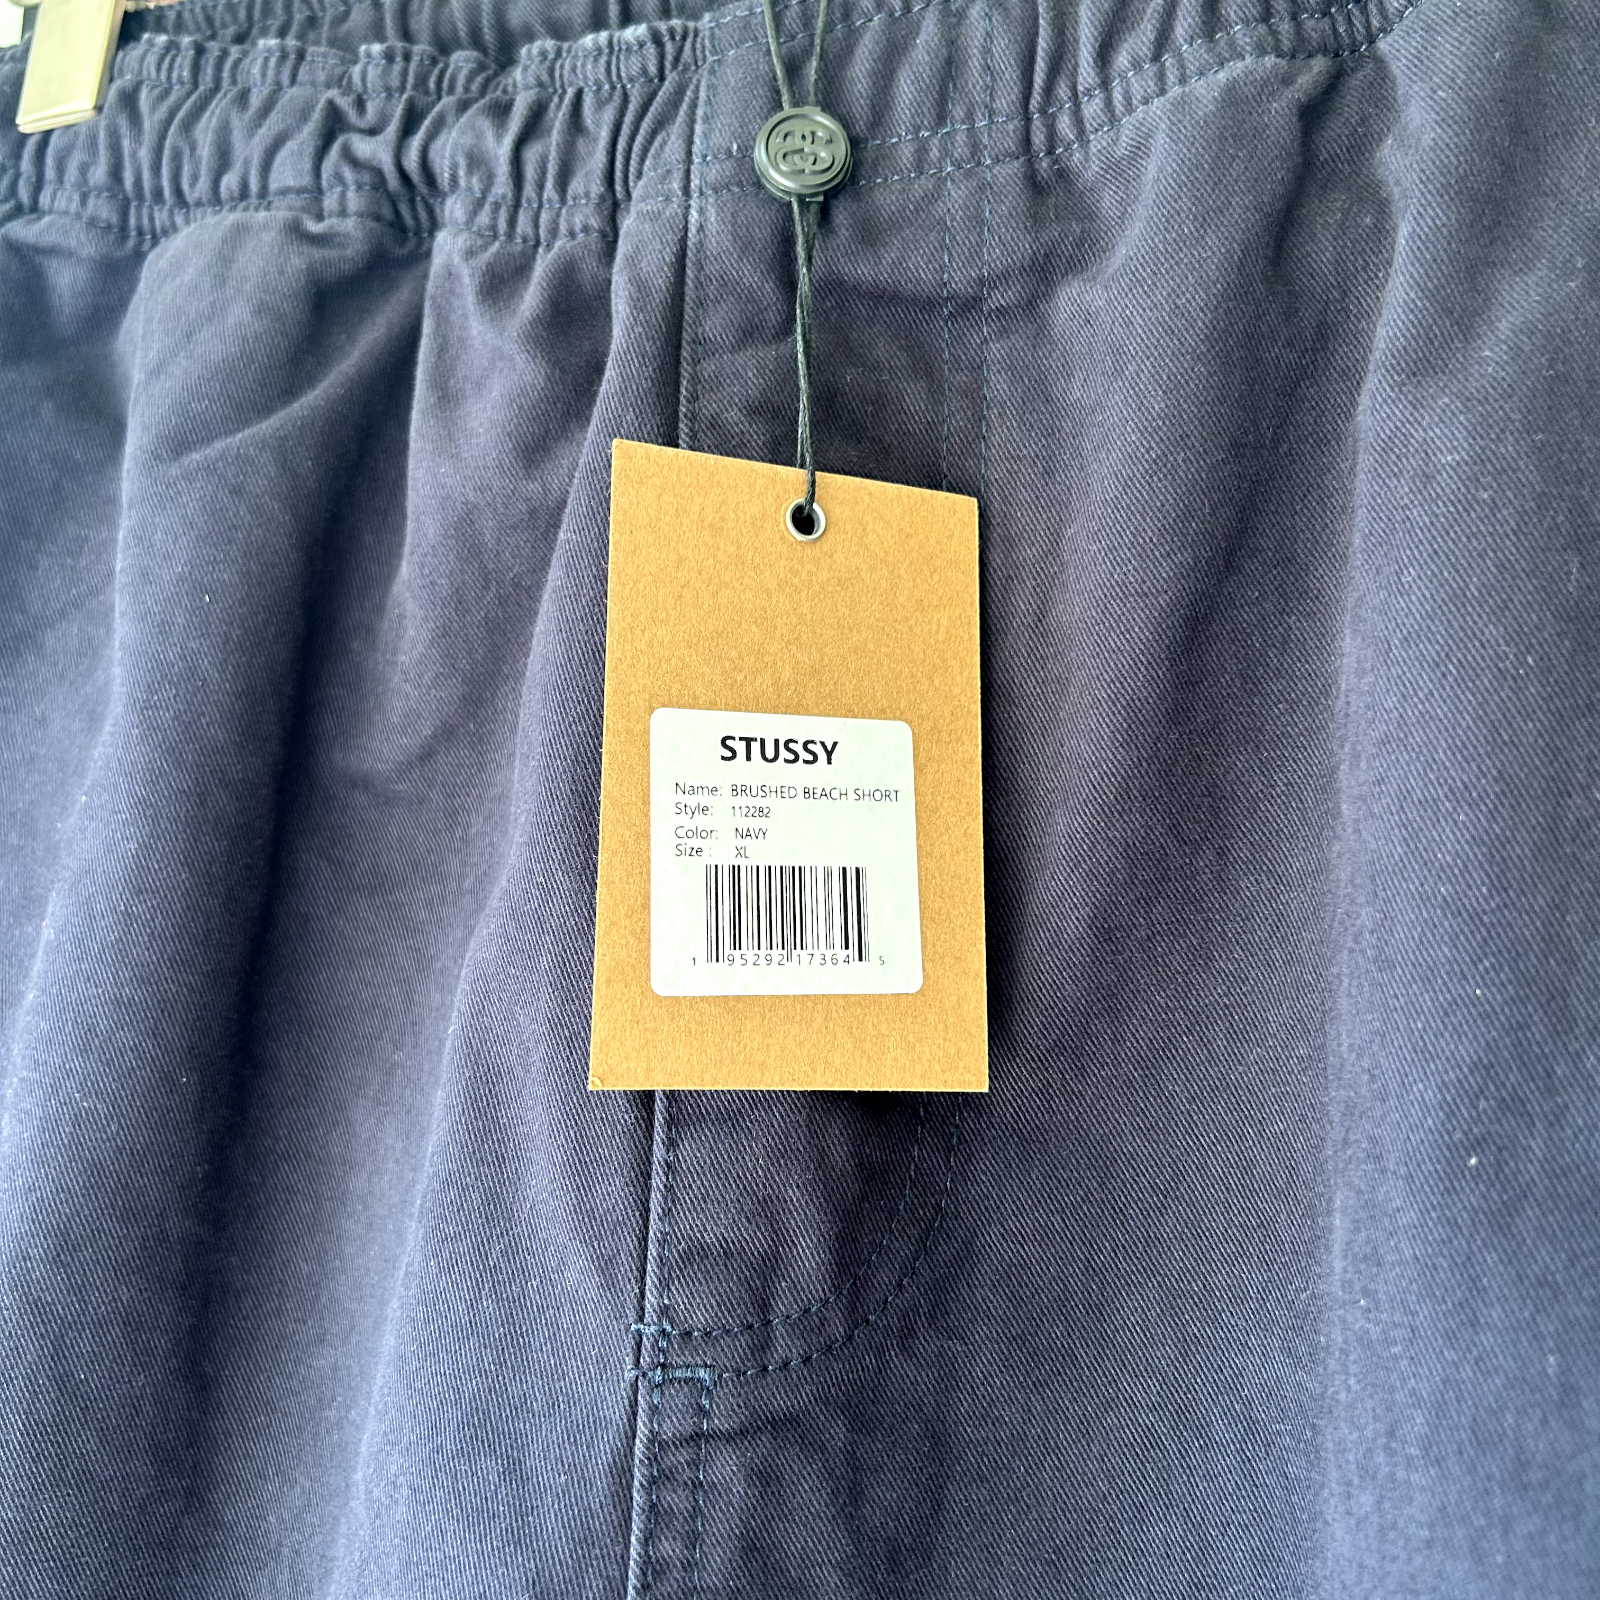 STUSSY
Name: BRUSHED BEACH SHORT
Style: 112282
Color: NAVY
Size : XL
1 95292 17364 5